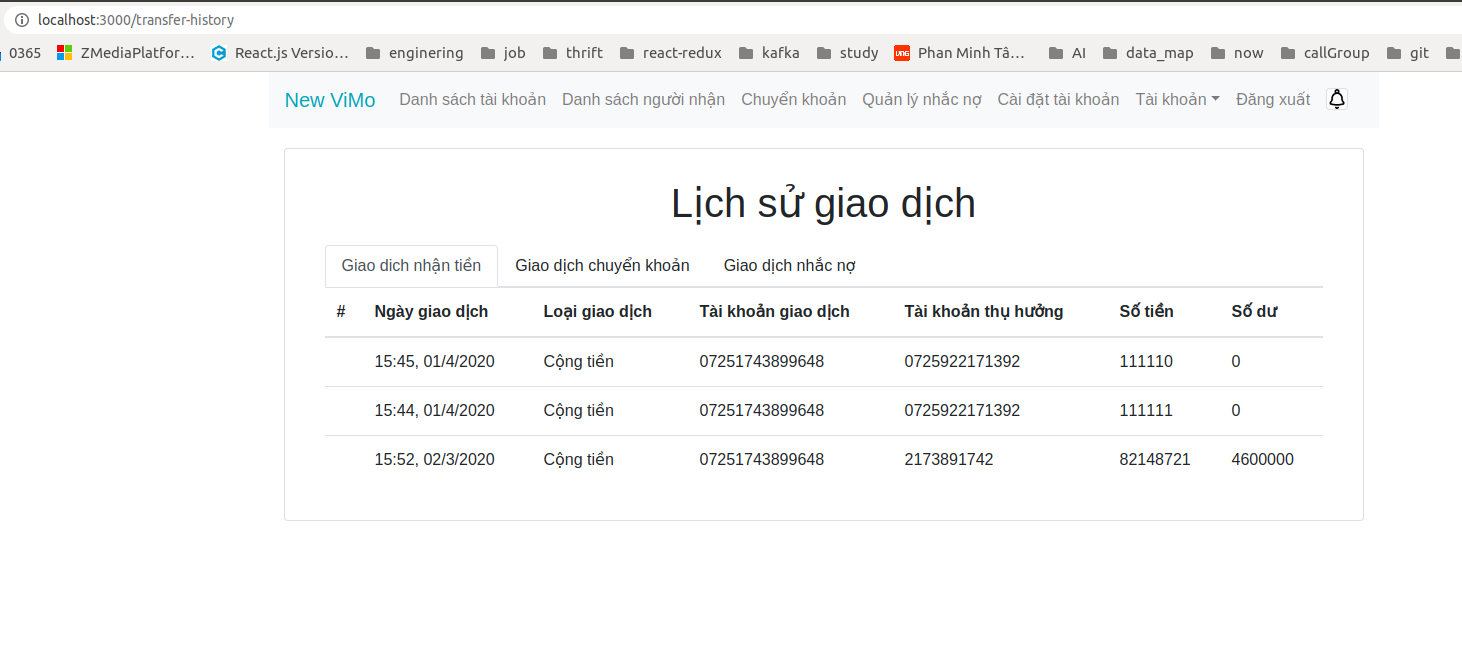 localhost:3000/transfer-history
0365 ZMediaPlatfor… React.js Versio… enginering job thrift react-redux kafka study Phan Minh Tâ… AI data_map now callGroup git
New ViMo Danh sách tài khoản Danh sách người nhận Chuyển khoản Quản lý nhắc nợ Cài đặt tài khoản Tài khoản Đăng xuất
Lịch sử giao dịch
Giao dich nhận tiền Giao dịch chuyển khoản Giao dịch nhắc nợ
# Ngày giao dịch Loại giao dịch Tài khoản giao dịch Tài khoản thụ hưởng Số tiền Số dư
15:45, 01/4/2020 Cộng tiền 07251743899648 0725922171392 111110 0
15:44, 01/4/2020 Cộng tiền 07251743899648 0725922171392 111111 0
15:52, 02/3/2020 Cộng tiền 07251743899648 2173891742 82148721 4600000